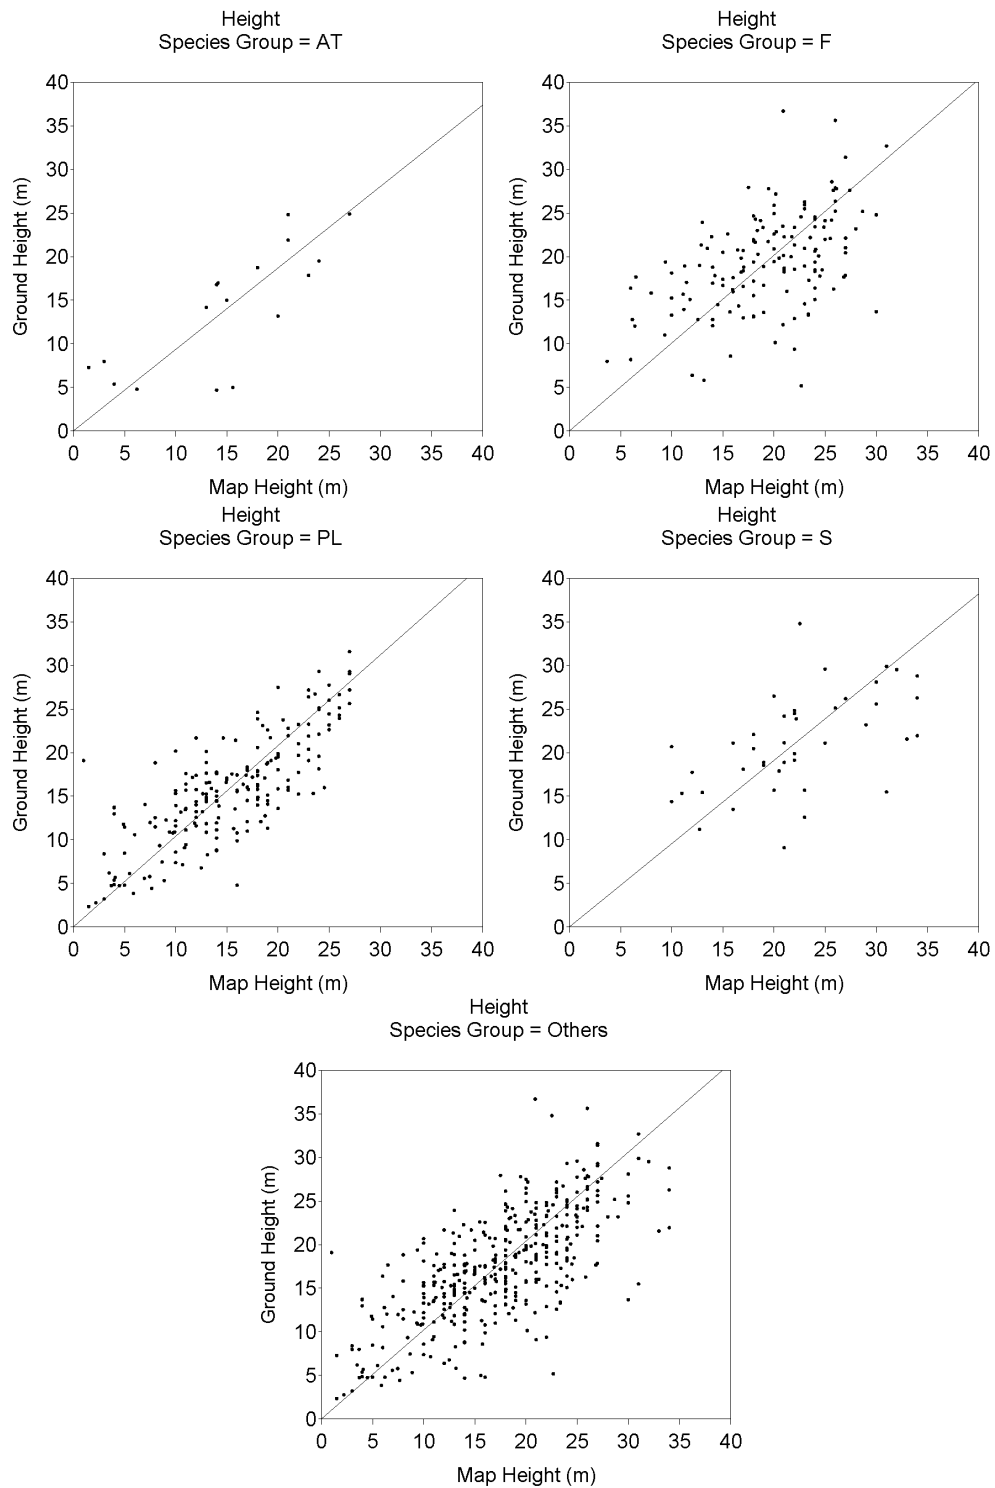 Height
Species Group = AT
40
35
30
25
20
15
10
5
0
Ground Height (m)
0 5 10 15 20 25 30 35 40
Map Height (m)
Height
Species Group = F
40
35
30
25
20
15
10
5
0
Ground Height (m)
0 5 10 15 20 25 30 35 40
Map Height (m)
Height
Species Group = PL
40
35
30
25
20
15
10
5
0
Ground Height (m)
0 5 10 15 20 25 30 35 40
Map Height (m)
Height
Species Group = S
40
35
30
25
20
15
10
5
0
Ground Height (m)
0 5 10 15 20 25 30 35 40
Map Height (m)
Height
Species Group = Others
40
35
30
25
20
15
10
5
0
Ground Height (m)
0 5 10 15 20 25 30 35 40
Map Height (m)